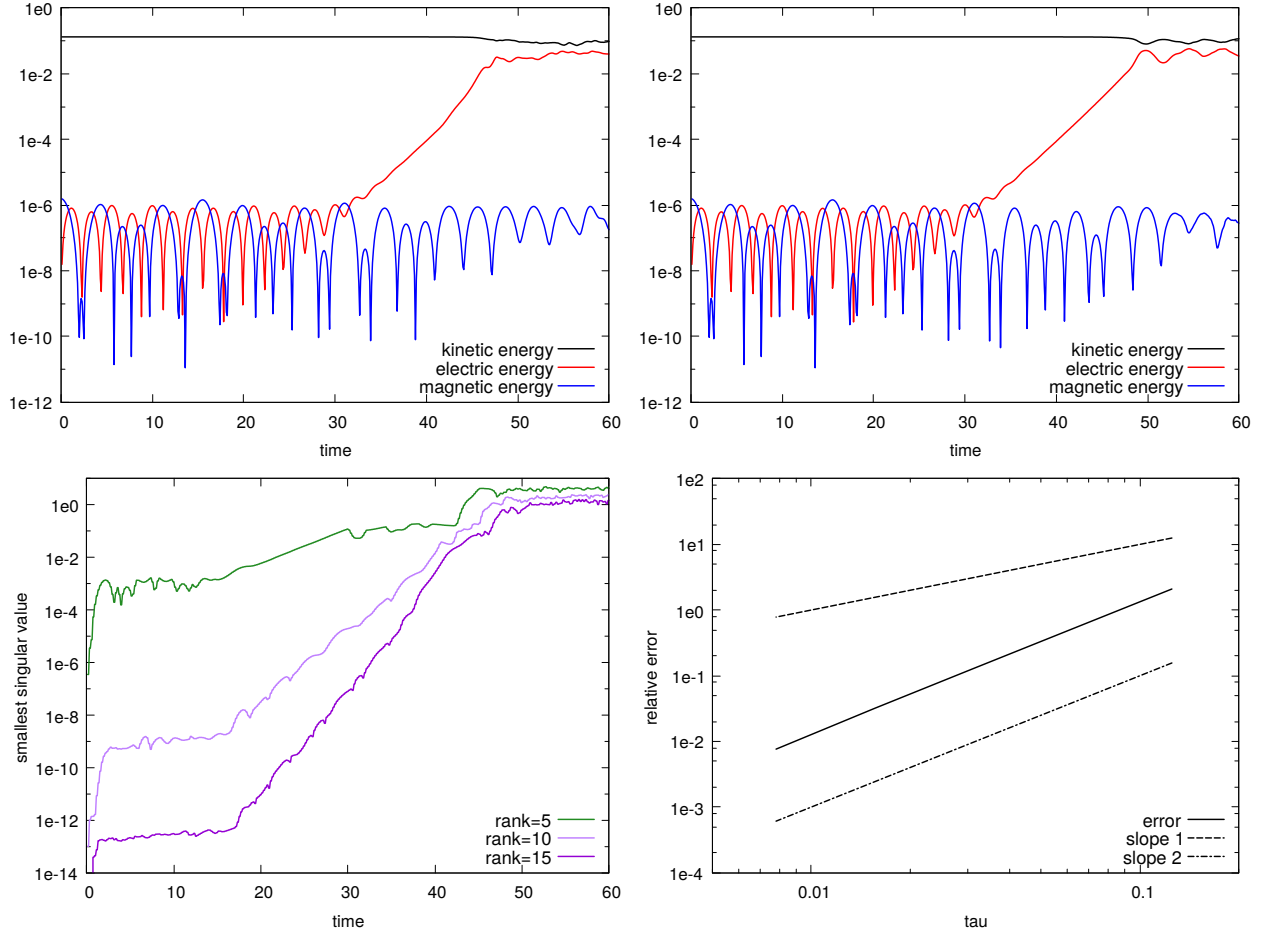 1e0
1e-2
1e-4
1e-6
1e-8
1e-10
1e-12
kinetic energy
electric energy
magnetic energy
0 10 20 30 40 50 60
time
1e0
1e-2
1e-4
1e-6
1e-8
1e-10
1e-12
kinetic energy
electric energy
magnetic energy
0 10 20 30 40 50 60
time
smallest singular value
1e0
1e-2
1e-4
1e-6
1e-8
1e-10
1e-12
1e-14
rank=5
rank=10
rank=15
0 10 20 30 40 50 60
time
relative error
1e2
1e1
1e0
1e-1
1e-2
1e-3
1e-4
error
slope 1
slope 2
0.01 0.1
tau